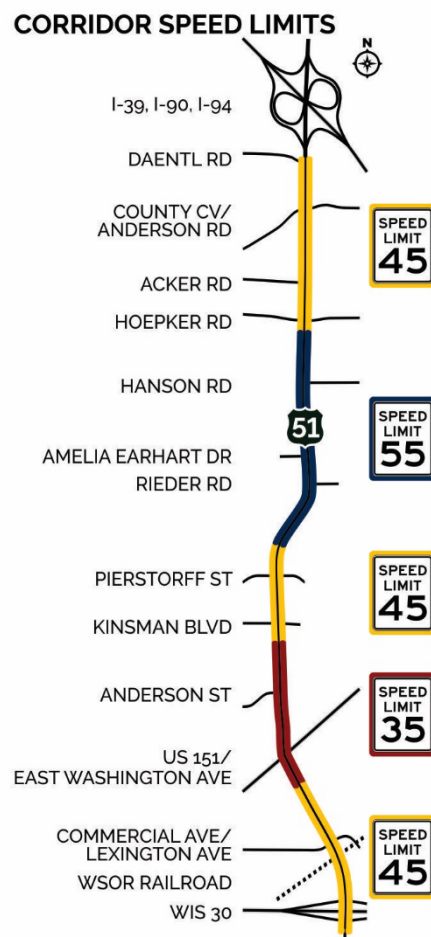 CORRIDOR SPEED LIMITS
N
I-39, I-90, I-94
DAENTL RD
COUNTY CV/
ANDERSON RD
SPEED
LIMIT
45
ACKER RD
HOEPKER RD
HANSON RD
51
SPEED
LIMIT
55
AMELIA EARHART DR
RIEDER RD
PIERSTORFF ST
SPEED
LIMIT
45
KINSMAN BLVD
ANDERSON ST
SPEED
LIMIT
35
US 151/
EAST WASHINGTON AVE
COMMERCIAL AVE/
LEXINGTON AVE
SPEED
LIMIT
45
WSOR RAILROAD
WIS 30